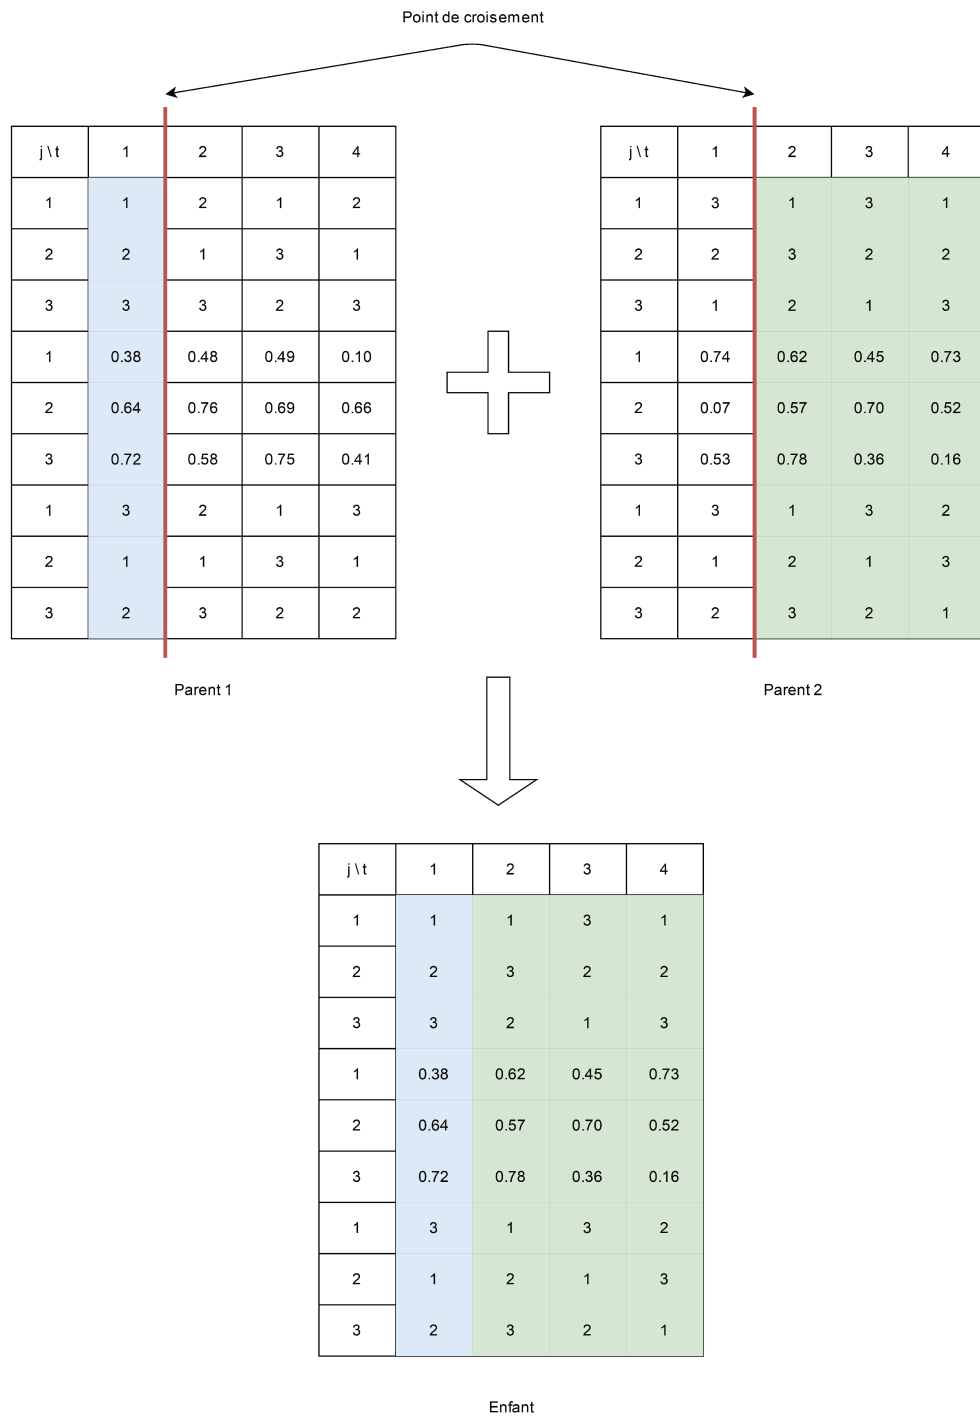 Point de croisement
j \ t 1 2 3 4
1 1 2 1 2
2 2 1 3 1
3 3 3 2 3
1 0.38 0.48 0.49 0.10
2 0.64 0.76 0.69 0.66
3 0.72 0.58 0.75 0.41
1 3 2 1 3
2 1 1 3 1
3 2 3 2 2
Parent 1
j \ t 1 2 3 4
1 3 1 3 1
2 2 3 2 2
3 1 2 1 3
1 0.74 0.62 0.45 0.73
2 0.07 0.57 0.70 0.52
3 0.53 0.78 0.36 0.16
1 3 1 3 2
2 1 2 1 3
3 2 3 2 1
Parent 2
j \ t 1 2 3 4
1 1 1 3 1
2 2 3 2 2
3 3 2 1 3
1 0.38 0.62 0.45 0.73
2 0.64 0.57 0.70 0.52
3 0.72 0.78 0.36 0.16
1 3 1 3 2
2 1 2 1 3
3 2 3 2 1
Enfant